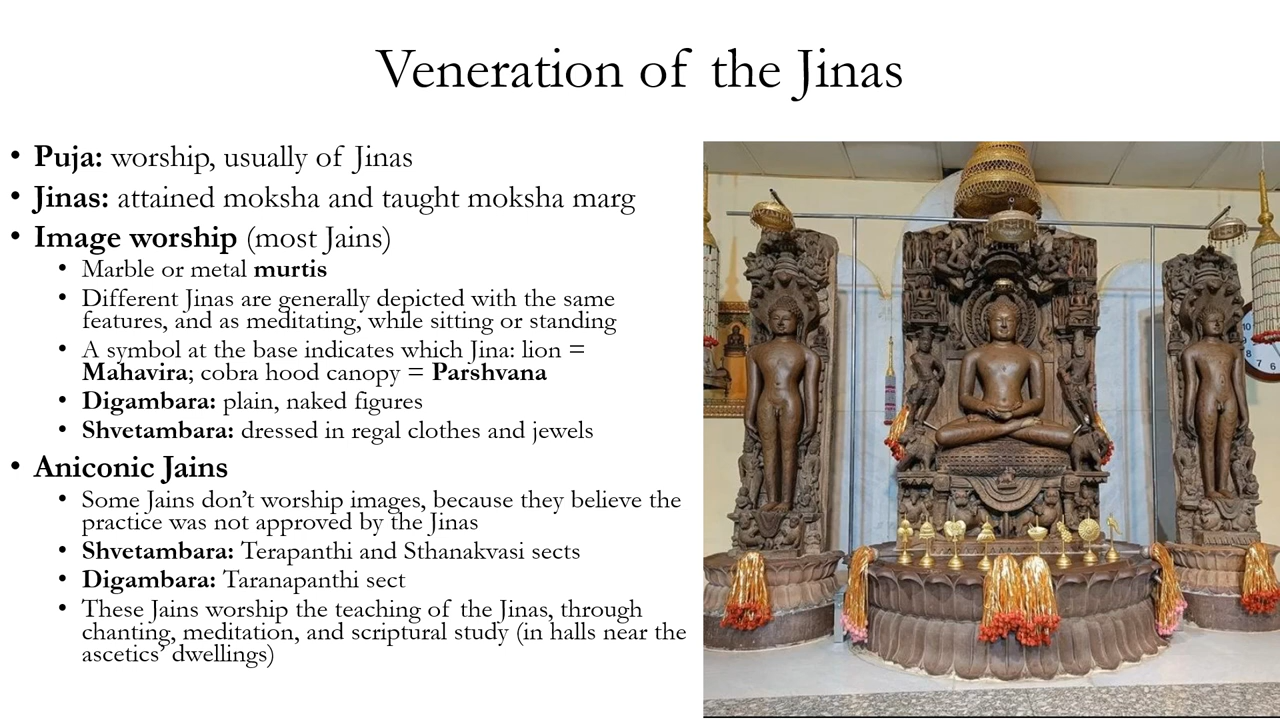 Veneration of the Jinas
• Puja: worship, usually of Jinas
• Jinas: attained moksha and taught moksha marg
• Image worship (most Jains)
• Marble or metal murtis
• Different Jinas are generally depicted with the same
features, and as meditating, while sitting or standing
• A symbol at the base indicates which Jina: lion =
Mahavira; cobra hood canopy = Parshvana
• Digambara: plain, naked figures
• Shvetambara: dressed in regal clothes and jewels
• Aniconic Jains
• Some Jains don’t worship images, because they believe the
practice was not approved by the Jinas
• Shvetambara: Terapanthi and Sthanakvasi sects
• Digambara: Taranapanthi sect
• These Jains worship the teaching of the Jinas, through
chanting, meditation, and scriptural study (in halls near the
ascetics’ dwellings)
10
9
8
7 6